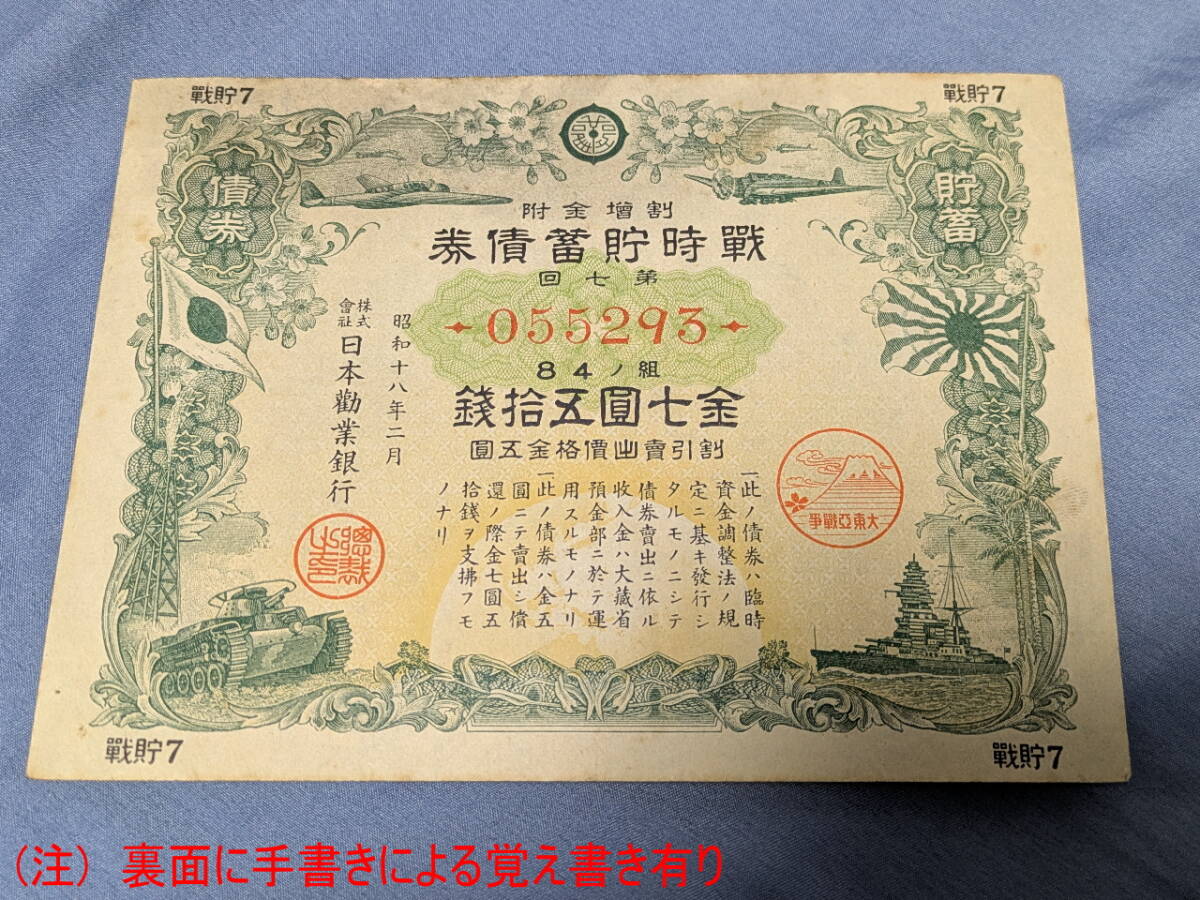 戰貯7
戰貯7
貯蓄
債券
割增金附
戰時貯蓄債券
第七回
055293
組ノ84
金七圓五拾錢
割引賣出價格金五圓
大東亞戰爭
一此ノ債券ハ臨時
資金調整法ノ規
定ニ基キ發行シ
タルモノニシテ
債券賣出ニ依ル
收入金ハ大藏省
預金部ニ於テ運
用スルモノナリ
一此ノ債券ハ金五
圓ニテ賣出シ償
還ノ際金七圓五
拾錢ヲ支拂フモ
ノナリ
昭和十八年二月
株式會社日本勸業銀行
總裁之印
戰貯7
戰貯7
(注) 裏面に手書きによる覚え書き有り